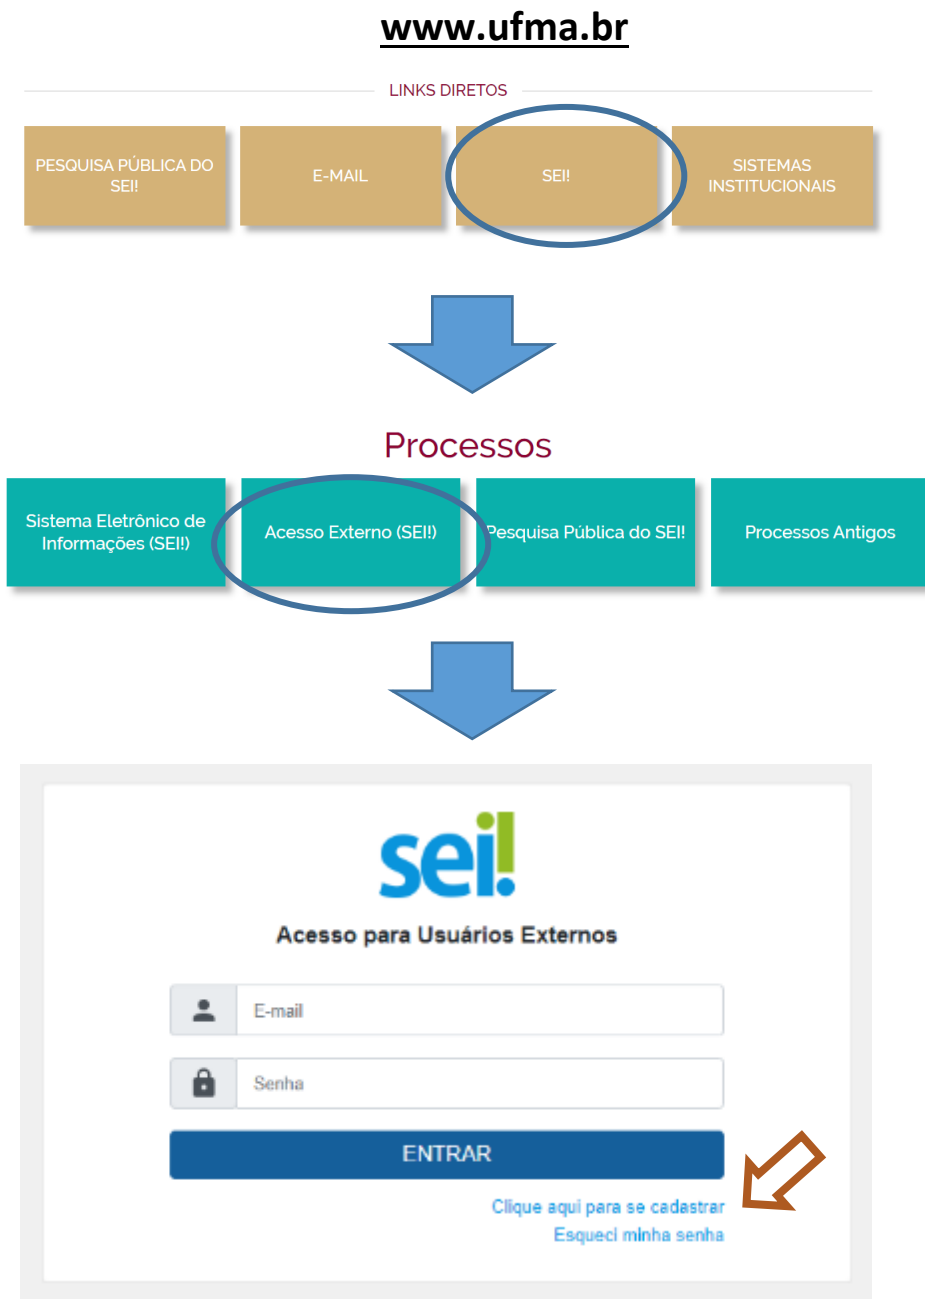 www.ufma.br
LINKS DIRETOS
PESQUISA PÚBLICA DO
SEI!
E-MAIL
SEI!
SISTEMAS
INSTITUCIONAIS
Processos
Sistema Eletrônico de
Informações (SEI!)
Acesso Externo (SEI!)
Pesquisa Pública do SEI!
Processos Antigos
sei!
Acesso para Usuários Externos
E-mail
Senha
ENTRAR
Clique aqui para se cadastrar
Esqueci minha senha